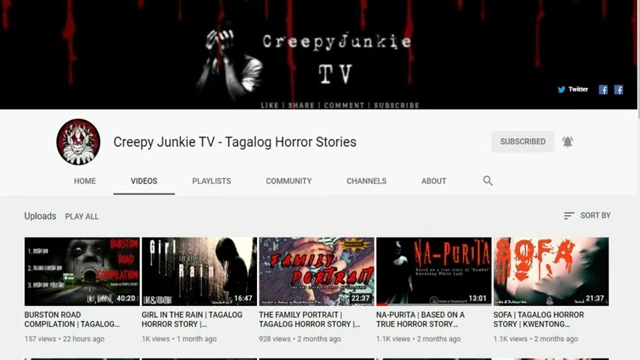 CreepyJunkie
TV
Twitter
LIKE | SHARE | COMMENT | SUBSCRIBE
Creepy Junkie TV - Tagalog Horror Stories
SUBSCRIBED
HOME
VIDEOS
PLAYLISTS
COMMUNITY
CHANNELS
ABOUT
Uploads PLAY ALL
SORT BY
BURSTON
ROAD
COMPILATION
40:20
Girl
in the
Rain
16:47
FAMILY
PORTRAIT
22:37
NA-PURITA
13:01
SOFA
21:37
BURSTON ROAD
COMPILATION | TAGALOG...
157 views • 22 hours ago
GIRL IN THE RAIN | TAGALOG
HORROR STORY |...
1K views • 1 month ago
THE FAMILY PORTRAIT |
TAGALOG HORROR STORY |...
928 views • 2 months ago
NA-PURITA | BASED ON A
TRUE HORROR STORY...
1.1K views • 2 months ago
SOFA | TAGALOG HORROR
STORY | KWENTONG...
1.1K views • 2 months ago